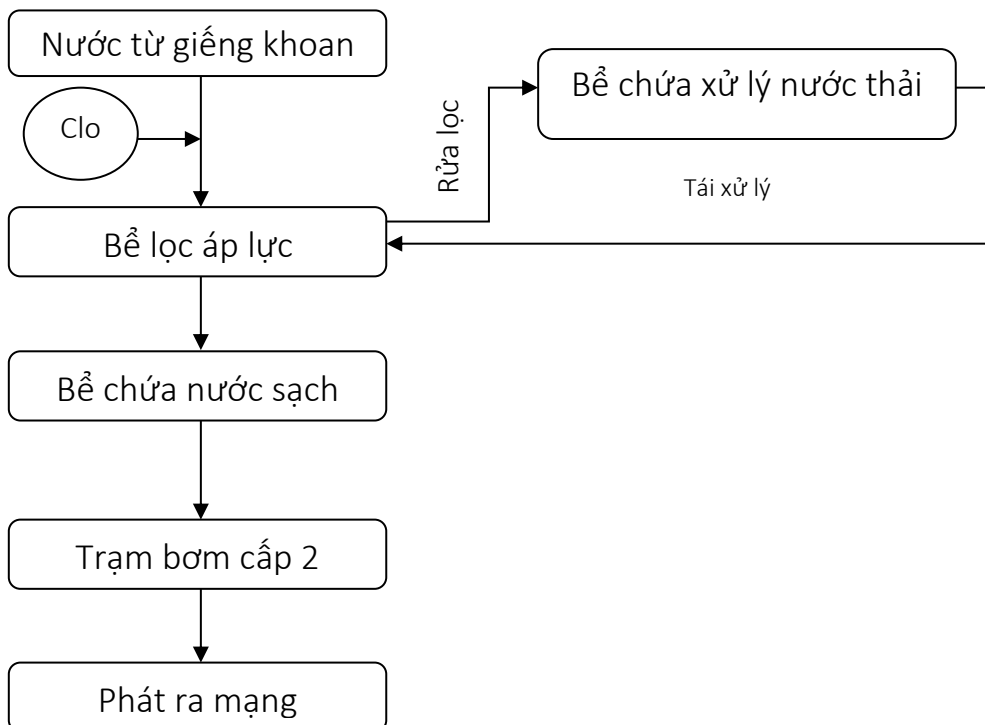 Nước từ giếng khoan
Bể chứa xử lý nước thải
Clo
Rửa lọc
Tái xử lý
Bể lọc áp lực
Bể chứa nước sạch
Trạm bơm cấp 2
Phát ra mạng